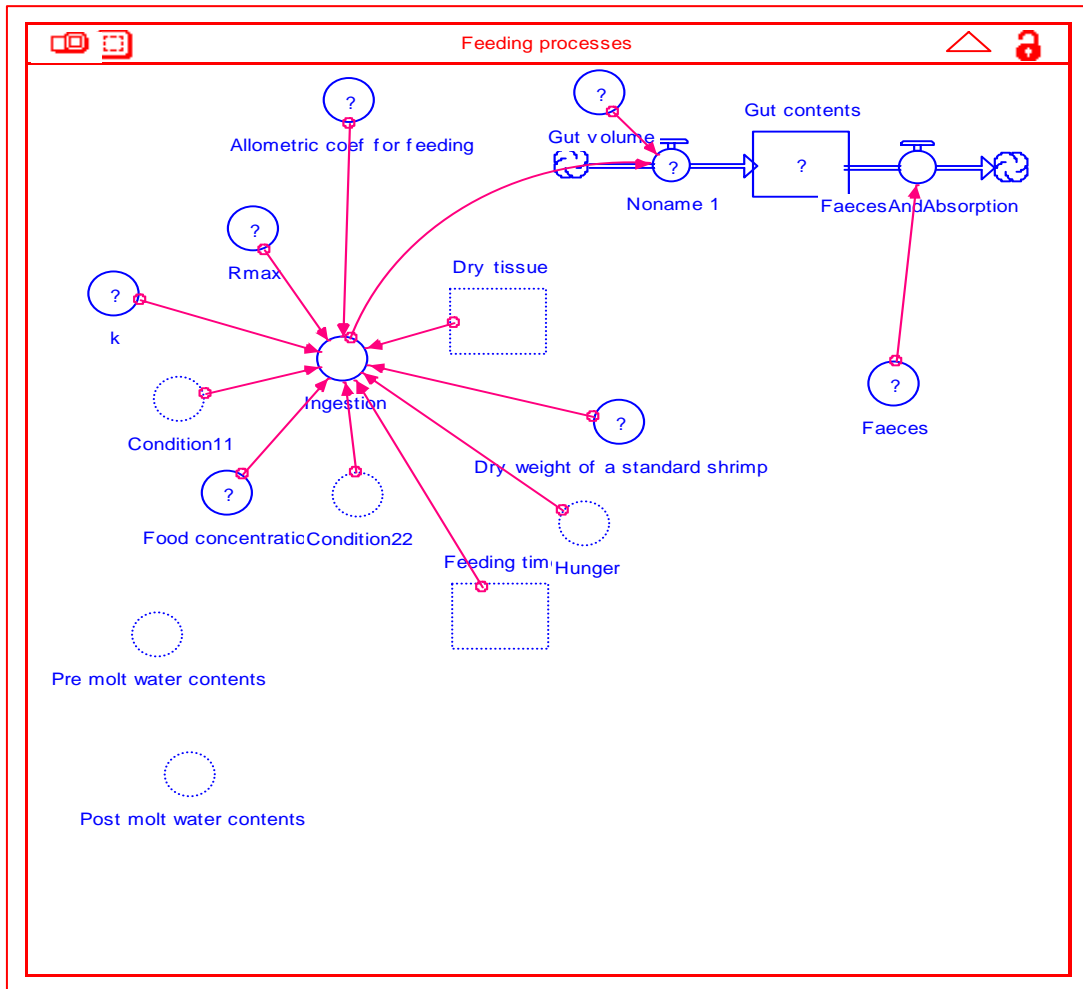 Feeding processes
?
?
Allometric coef for feeding
Gut volume
Gut contents
?
?
Noname 1
FaecesAndAbsorption
?
Rmax
Dry tissue
?
k
Ingestion
?
Faeces
Condition11
?
Dry weight of a standard shrimp
?
Food concentratio
Condition22
Feeding tim
Hunger
Pre molt water contents
Post molt water contents